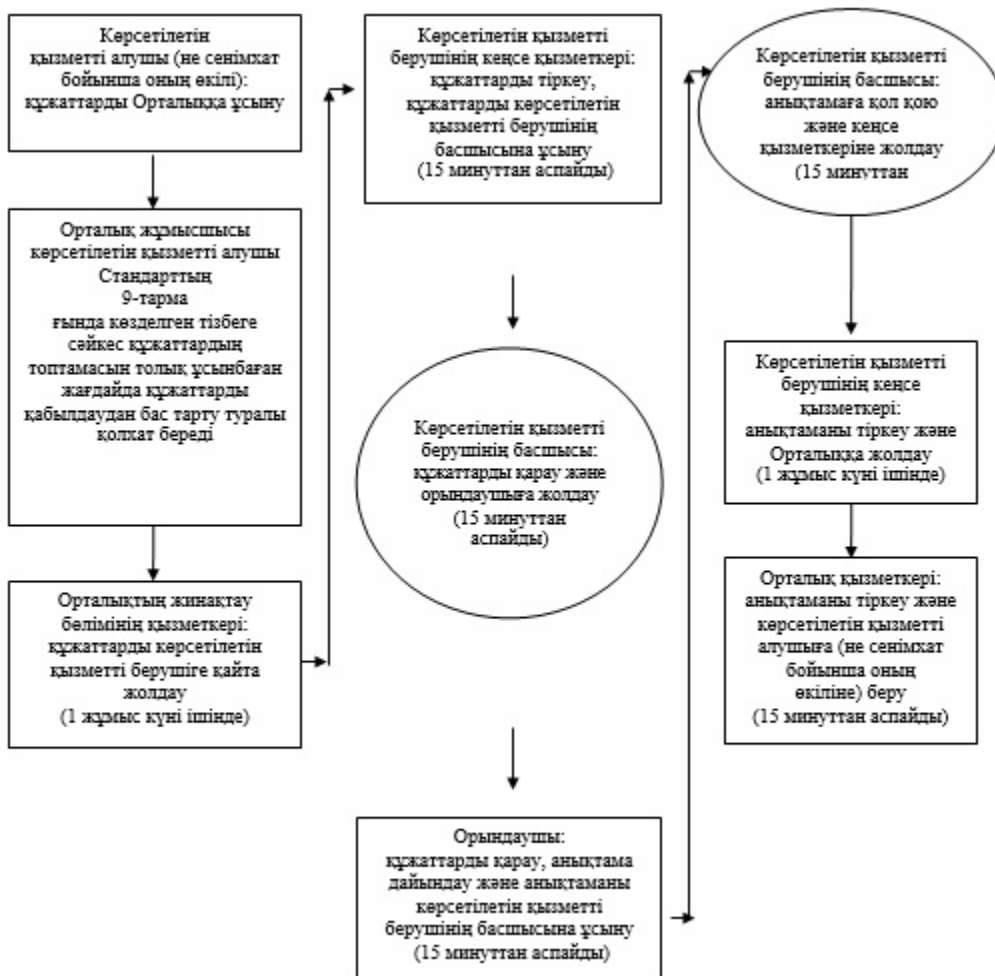 Көрсетілетін
қызметті алушы (не сенімхат
бойынша оның өкілі):
құжаттарды Орталыққа ұсыну
Орталық жұмысшысы
көрсетілетін қызметті алушы
Стандарттың
9-тарма
ғында көзделген тізбеге
сәйкес құжаттардың
топтамасын толық ұсынбаған
жағдайда құжаттарды
қабылдаудан бас тарту туралы
қолхат береді
Орталықтың жинақтау
бөлімінің қызметкері:
құжаттарды көрсетілетін
қызметті берушіге қайта
жолдау
(1 жұмыс күні ішінде)
Көрсетілетін қызметті
берушінің кеңсе қызметкері:
құжаттарды тіркеу,
құжаттарды көрсетілетін
қызметті берушінің
басшысына ұсыну
(15 минуттан аспайды)
Көрсетілетін қызметті
берушінің басшысы:
құжаттарды қарау және
орындаушыға жолдау
(15 минуттан
аспайды)
Орындаушы:
құжаттарды қарау, анықтама
дайындау және анықтаманы
көрсетілетін қызметті
берушінің басшысына ұсыну
(15 минуттан аспайды)
Көрсетілетін қызметті
берушінің басшысы:
анықтамаға қол қою
және кеңсе
қызметкеріне жолдау
(15 минуттан
Көрсетілетін қызметті
берушінің кеңсе
қызметкері:
анықтаманы тіркеу және
Орталыққа жолдау
(1 жұмыс күні ішінде)
Орталық қызметкері:
анықтаманы тіркеу және
көрсетілетін қызметті
алушыға (не сенімхат
бойынша оның
өкіліне) беру
(15 минуттан аспайды)